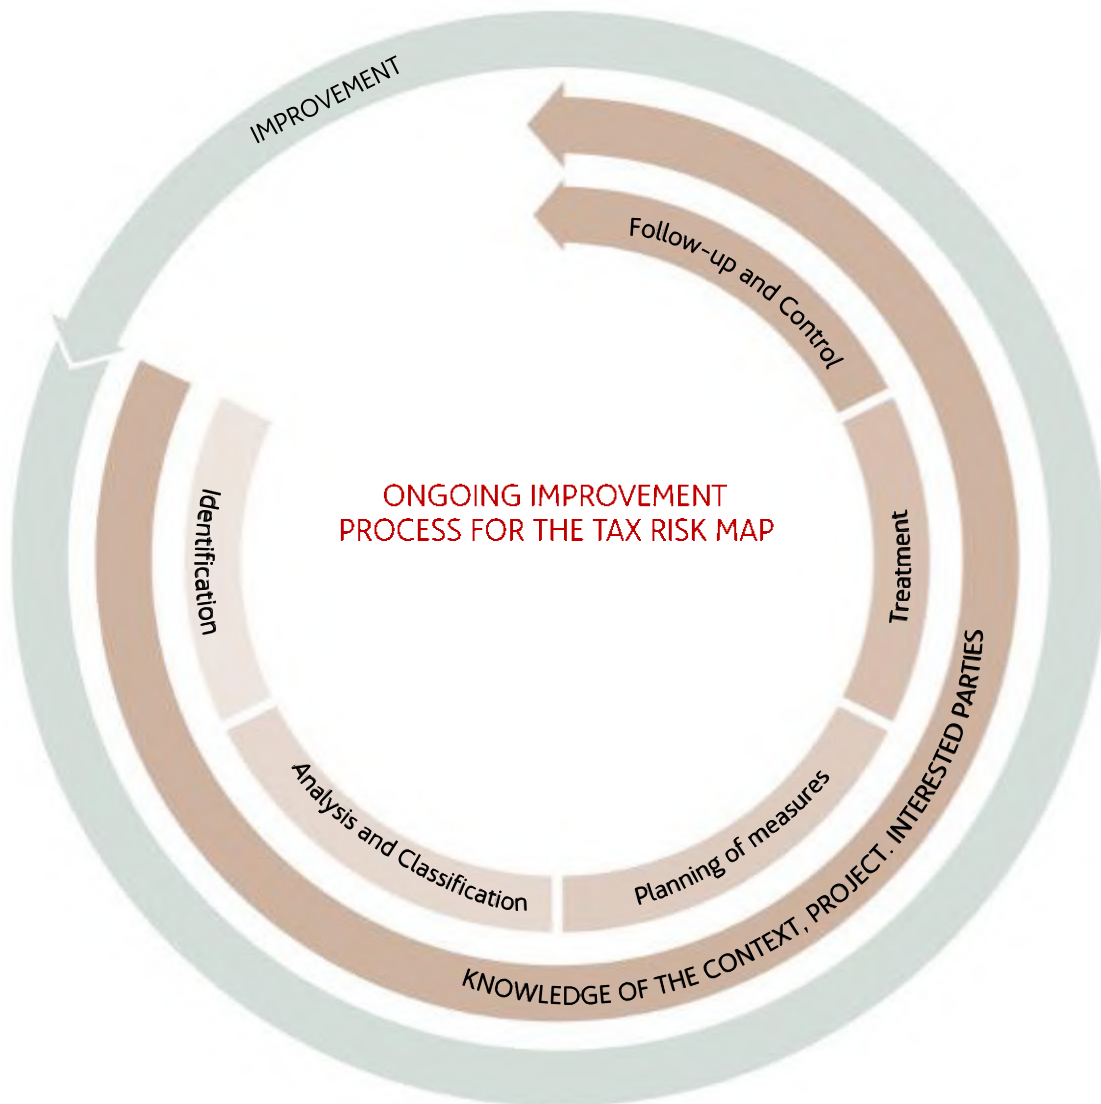 IMPROVEMENT
Follow-up and Control
ONGOING IMPROVEMENT
PROCESS FOR THE TAX RISK MAP
Identification
Treatment
Analysis and Classification
Planning of measures
KNOWLEDGE OF THE CONTEXT, PROJECT. INTERESTED PARTIES